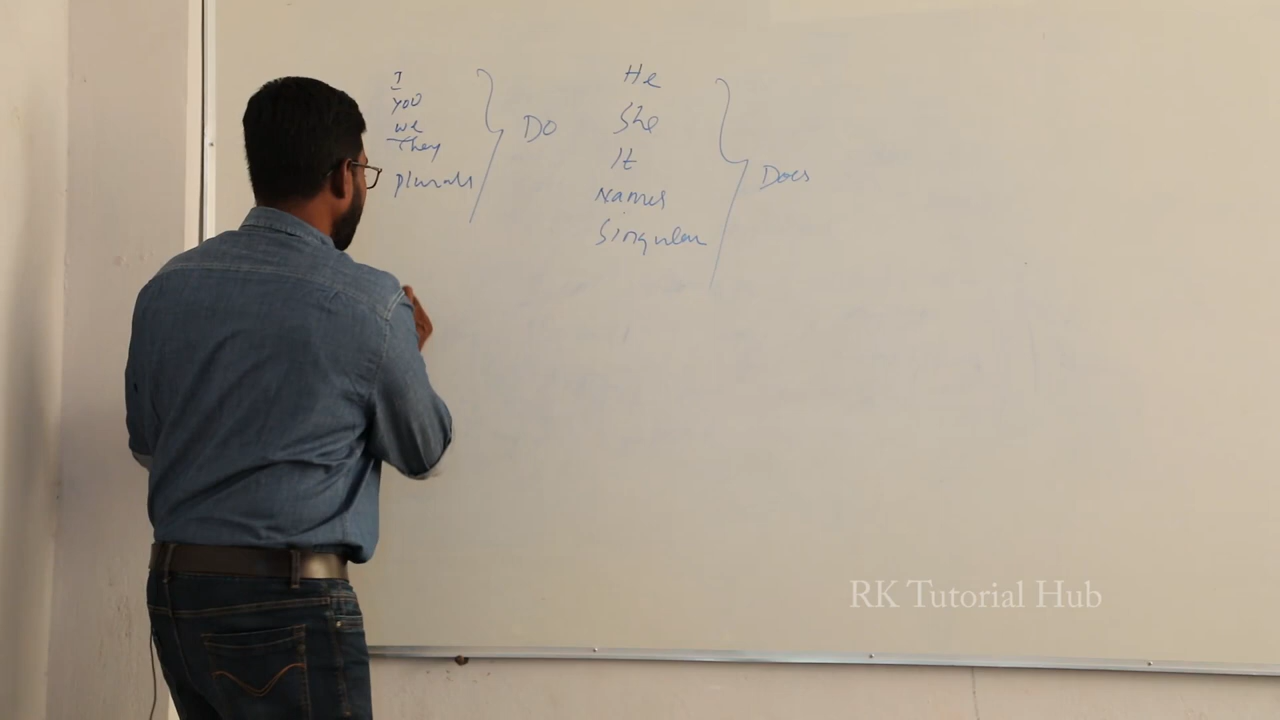 I
you
we
They
plurals
Do
He
She
It
Names
Singular
Does
RK Tutorial Hub